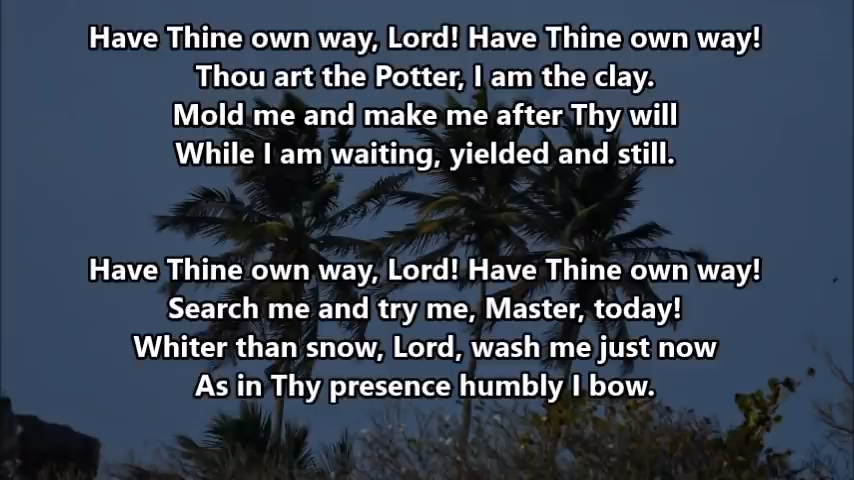 Have Thine own way, Lord! Have Thine own way!
Thou art the Potter, I am the clay.
Mold me and make me after Thy will
While I am waiting, yielded and still.
Have Thine own way, Lord! Have Thine own way!
Search me and try me, Master, today!
Whiter than snow, Lord, wash me just now
As in Thy presence humbly I bow.